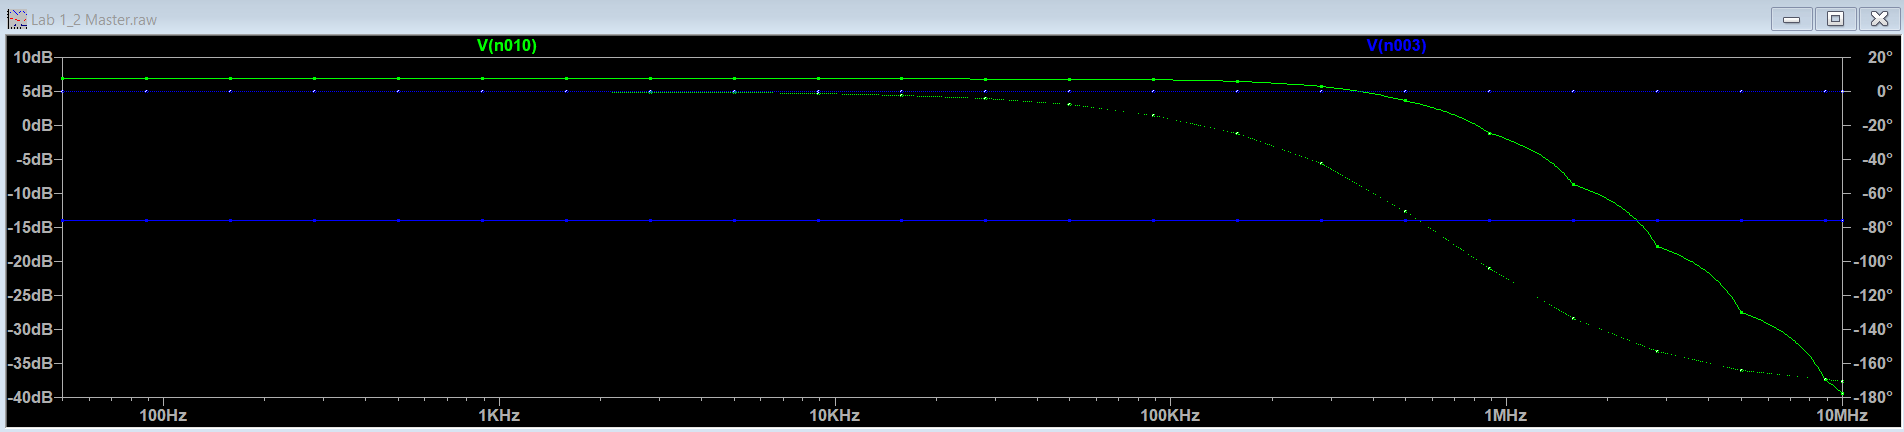 Lab 1_2 Master.raw
V(n010) V(n003)
10dB 20°
5dB 0°
0dB -20°
-5dB -40°
-10dB -60°
-15dB -80°
-20dB -100°
-25dB -120°
-30dB -140°
-35dB -160°
-40dB -180°
100Hz 1KHz 10KHz 100KHz 1MHz 10MHz